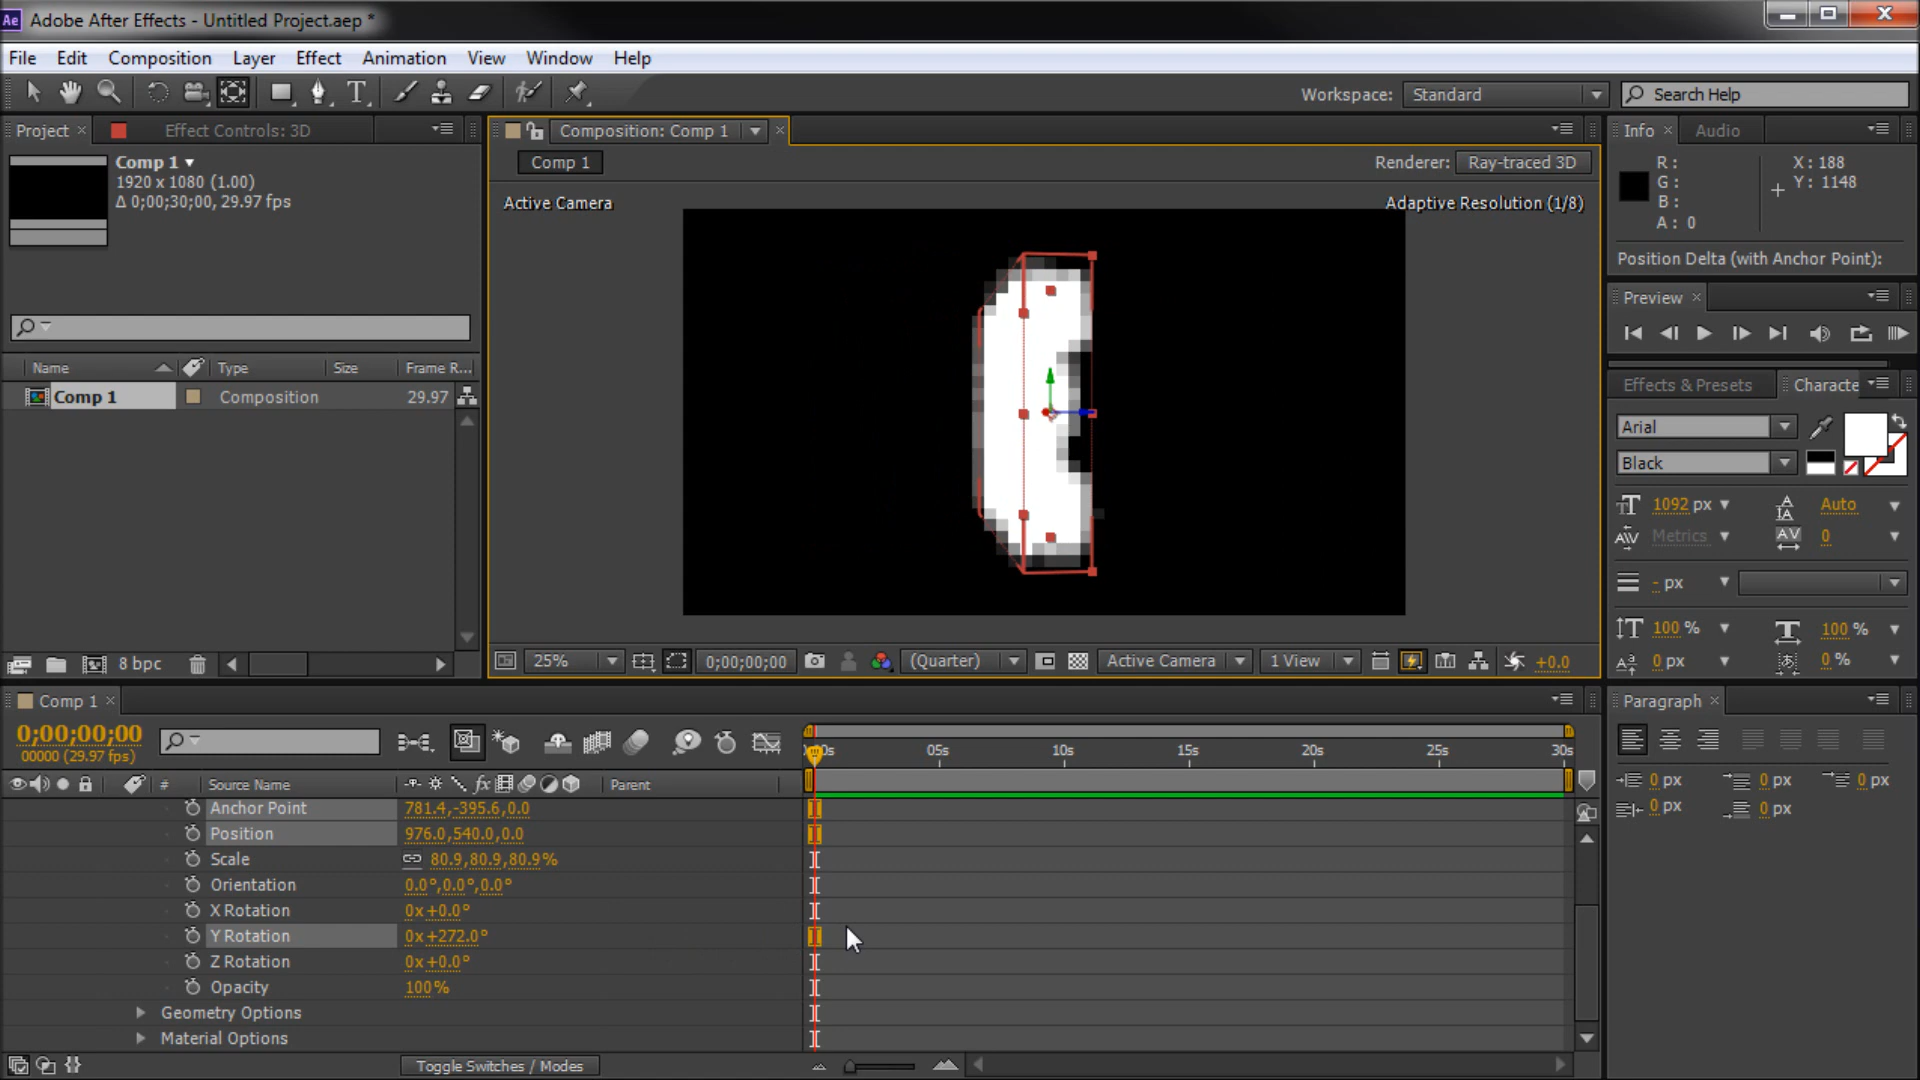 Ae Adobe After Effects - Untitled Project.aep *
File Edit Composition Layer Effect Animation View Window Help
Workspace: Standard Search Help
Project × Effect Controls: 3D
Composition: Comp 1 ×
Info × Audio
Comp 1
1920 x 1080 (1.00)
Δ 0;00;30;00, 29.97 fps
Comp 1
Renderer: Ray-traced 3D
Active Camera
Adaptive Resolution (1/8)
R :
G :
B :
A : 0
X : 188
Y : 1148
Position Delta (with Anchor Point):
Preview ×
Name Type Size Frame R...
Comp 1 Composition 29.97
Effects & Presets Characte
Arial
Black
1092 px Auto
Metrics 0
- px
100 % 100 %
0 px 0 %
8 bpc
25% 0;00;00;00 (Quarter) Active Camera 1 View +0.0
Comp 1 ×
Paragraph ×
0;00;00;00
00000 (29.97 fps)
05s 10s 15s 20s 25s 30s
# Source Name Parent
0 px 0 px 0 px
0 px 0 px
Anchor Point 781.4,-395.6,0.0
Position 976.0,540.0,0.0
Scale 80.9,80.9,80.9%
Orientation 0.0°,0.0°,0.0°
X Rotation 0x+0.0°
Y Rotation 0x+272.0°
Z Rotation 0x+0.0°
Opacity 100%
Geometry Options
Material Options
Toggle Switches / Modes